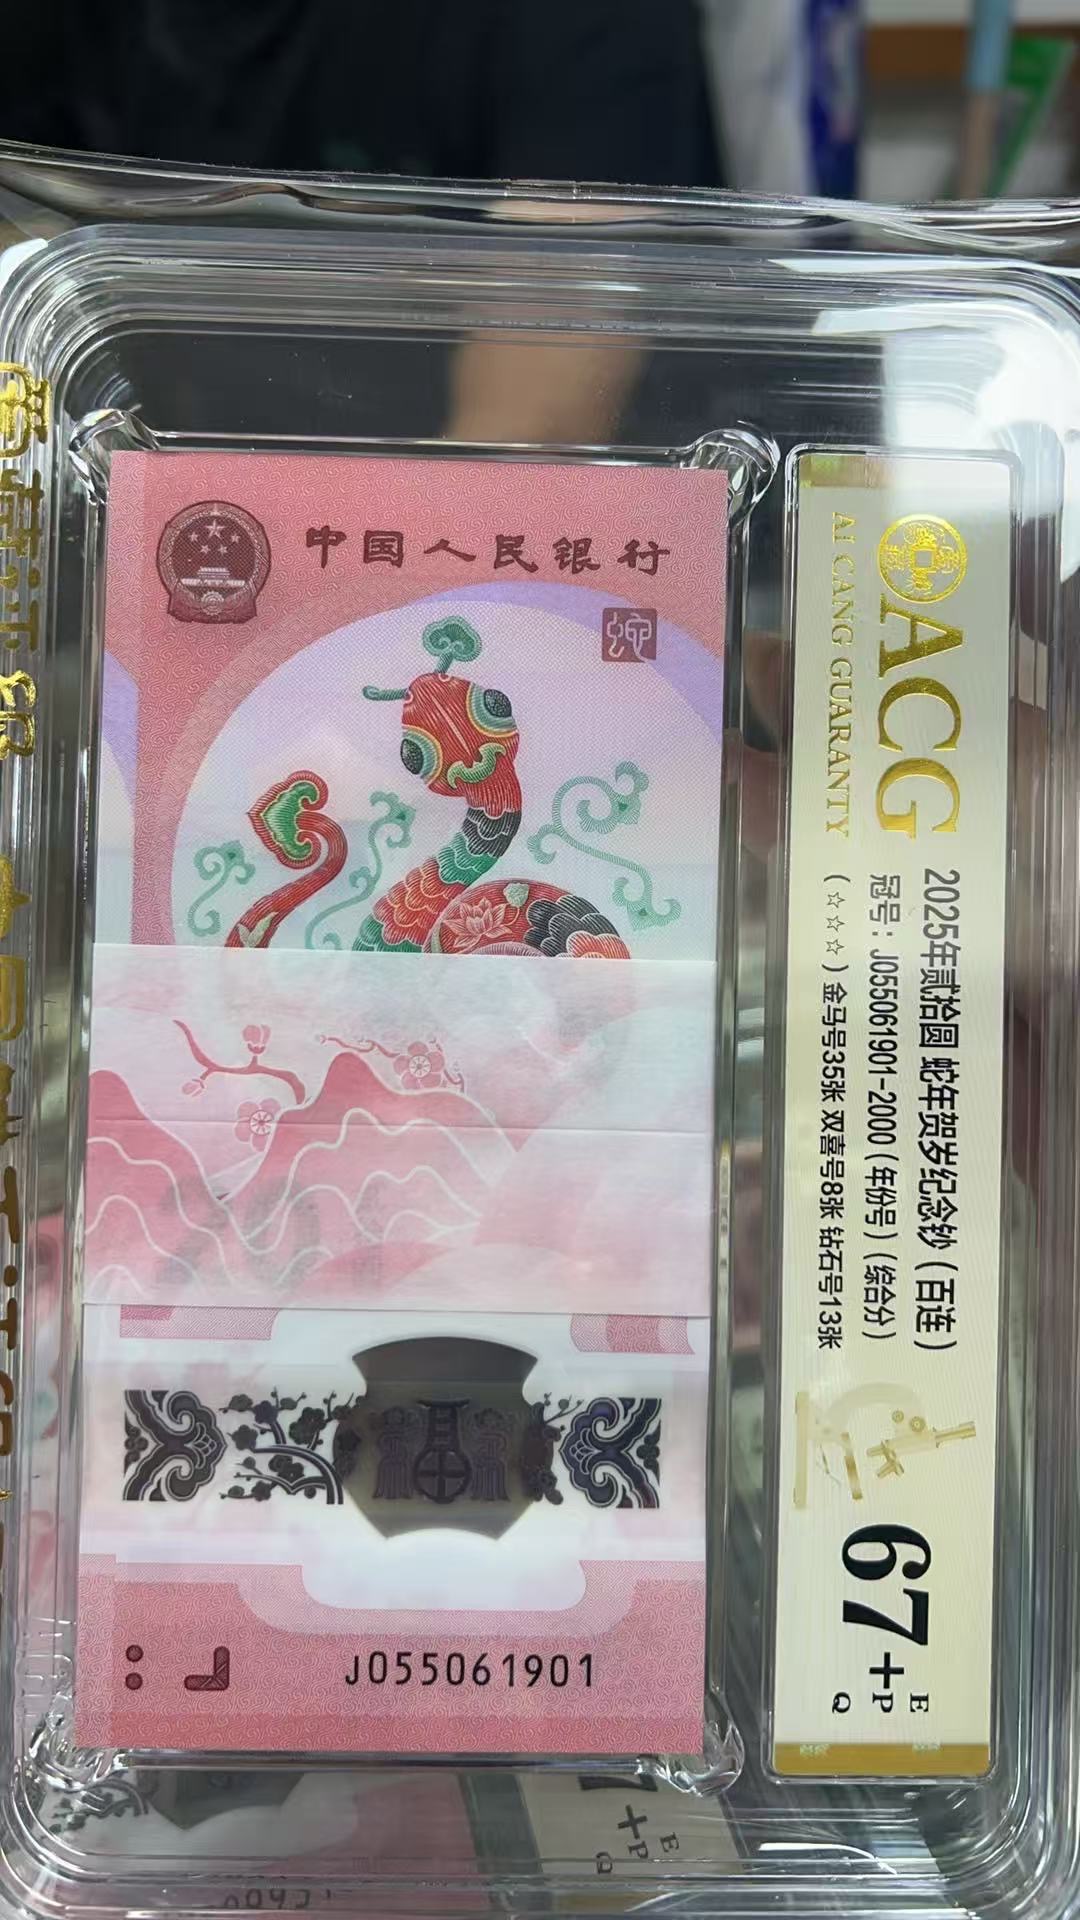 中国人民银行
蛇
J055061901
ACG
AI CANG GUARANTY
2025年贰拾圆 蛇年贺岁纪念钞（百连）
冠号：J055061901-2000（年份号）（综合分）
（☆☆☆）金马号35张 双喜号8张 钻石号13张
67+
E
P
Q
7+
E
P
Q